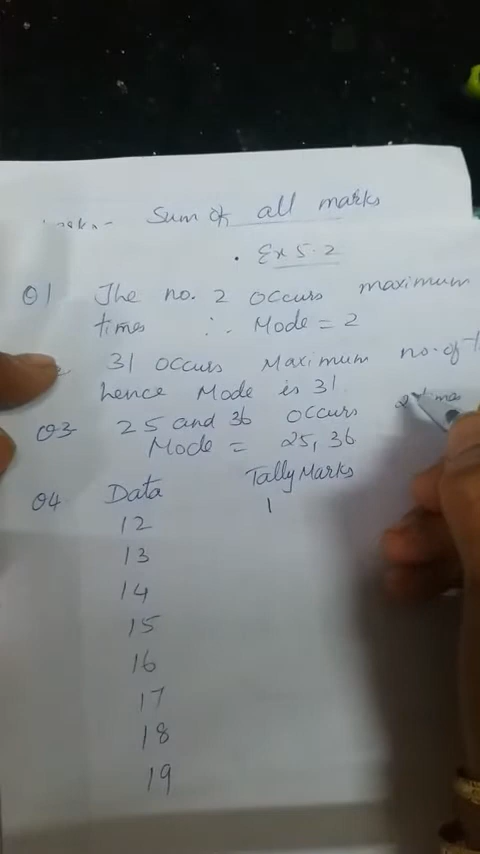 Sum of all marks
Ex 5.2
Q1 The no. 2 occurs maximum
times ∴ Mode = 2
31 occurs Maximum no. of
hence Mode is 31.
Q3 25 and 36 occurs 2 times
Mode = 25, 36
Q4 Data Tally Marks
12 |
13
14
15
16
17
18
19